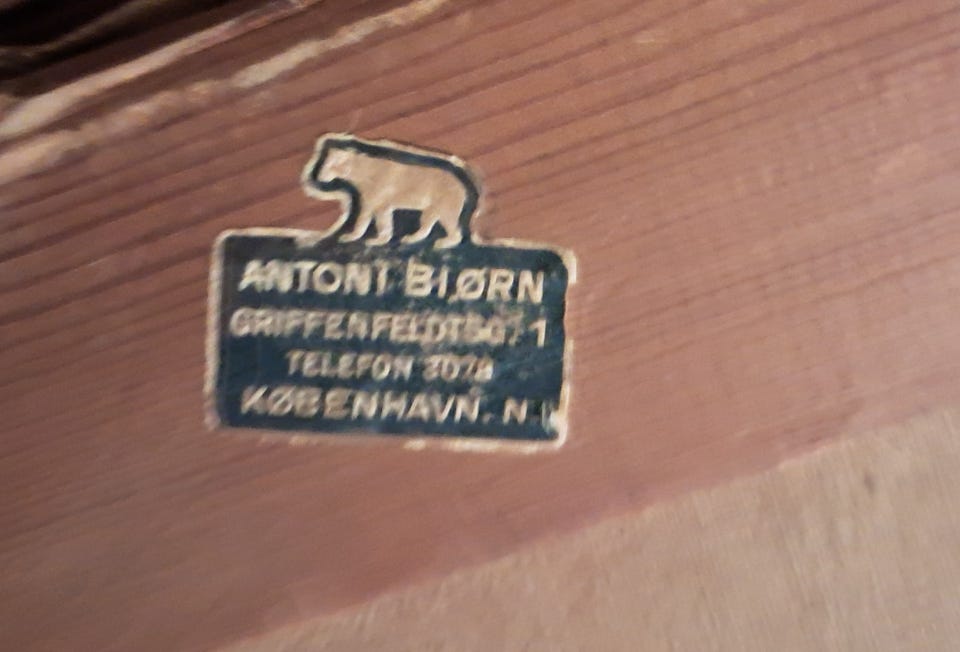 ANTONI BIØRN
GRIFFENFELDTSG. 1
TELEFON 3078
KØBENHAVN. N.